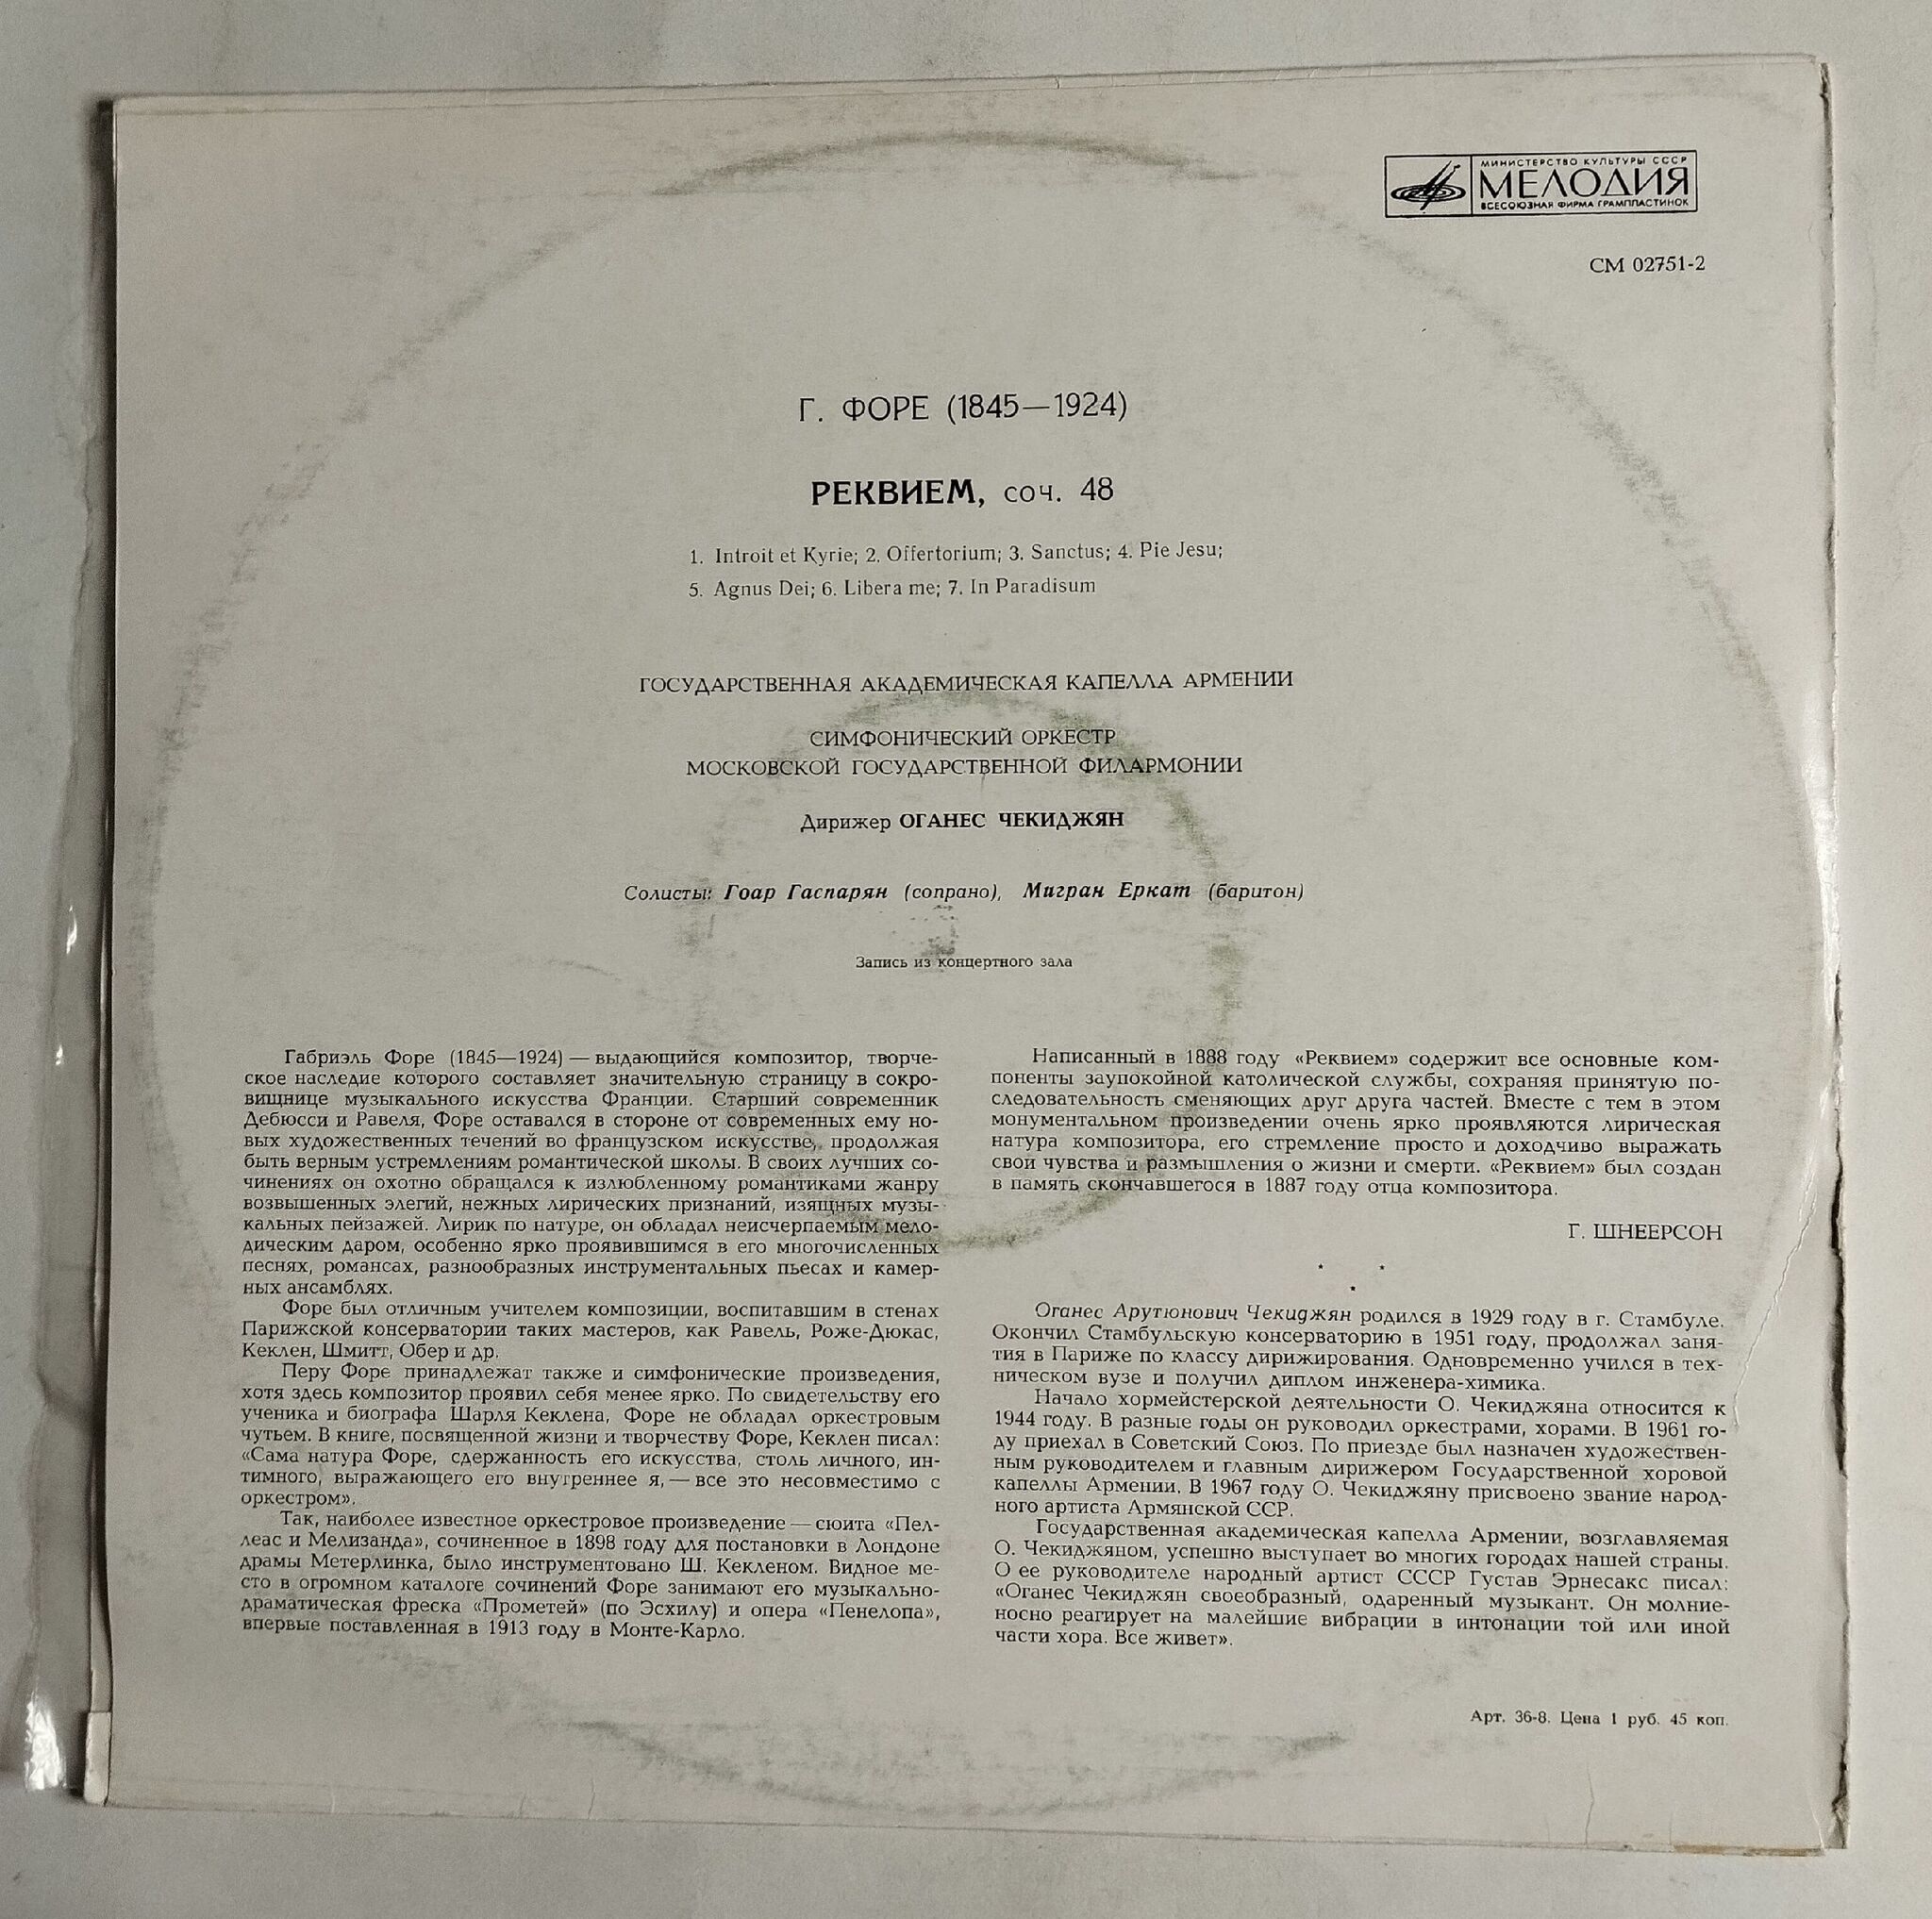 МИНИСТЕРСТВО КУЛЬТУРЫ СССР
МЕЛОДИЯ
ВСЕСОЮЗНАЯ ФИРМА ГРАМПЛАСТИНОК
СМ 02751-2
Г. ФОРЕ (1845—1924)
РЕКВИЕМ, соч. 48
1. Introit et Kyrie; 2. Offertorium; 3. Sanctus; 4. Pie Jesu;
5. Agnus Dei; 6. Libera me; 7. In Paradisum
ГОСУДАРСТВЕННАЯ АКАДЕМИЧЕСКАЯ КАПЕЛЛА АРМЕНИИ
СИМФОНИЧЕСКИЙ ОРКЕСТР
МОСКОВСКОЙ ГОСУДАРСТВЕННОЙ ФИЛАРМОНИИ
Дирижер ОГАНЕС ЧЕКИДЖЯН
Солисты: Гоар Гаспарян (сопрано), Мигран Еркат (баритон)
Запись из концертного зала
Габриэль Форе (1845—1924) — выдающийся композитор, творче-
ское наследие которого составляет значительную страницу в сокро-
вищнице музыкального искусства Франции. Старший современник
Дебюсси и Равеля, Форе оставался в стороне от современных ему но-
вых художественных течений во французском искусстве, продолжая
быть верным устремлениям романтической школы. В своих лучших со-
чинениях он охотно обращался к излюбленному романтиками жанру
возвышенных элегий, нежных лирических признаний, изящных музы-
кальных пейзажей. Лирик по натуре, он обладал неисчерпаемым мело-
дическим даром, особенно ярко проявившимся в его многочисленных
песнях, романсах, разнообразных инструментальных пьесах и камер-
ных ансамблях.
Форе был отличным учителем композиции, воспитавшим в стенах
Парижской консерватории таких мастеров, как Равель, Роже-Дюкас,
Кеклен, Шмитт, Обер и др.
Перу Форе принадлежат также и симфонические произведения,
хотя здесь композитор проявил себя менее ярко. По свидетельству его
ученика и биографа Шарля Кеклена, Форе не обладал оркестровым
чутьем. В книге, посвященной жизни и творчеству Форе, Кеклен писал:
«Сама натура Форе, сдержанность его искусства, столь личного, ин-
тимного, выражающего его внутреннее я, — все это несовместимо с
оркестром».
Так, наиболее известное оркестровое произведение — сюита «Пел-
леас и Мелизанда», сочиненное в 1898 году для постановки в Лондоне
драмы Метерлинка, было инструментовано Ш. Кекленом. Видное ме-
сто в огромном каталоге сочинений Форе занимают его музыкально-
драматическая фреска «Прометей» (по Эсхилу) и опера «Пенелопа»,
впервые поставленная в 1913 году в Монте-Карло.
Написанный в 1888 году «Реквием» содержит все основные ком-
поненты заупокойной католической службы, сохраняя принятую по-
следовательность сменяющих друг друга частей. Вместе с тем в этом
монументальном произведении очень ярко проявляются лирическая
натура композитора, его стремление просто и доходчиво выражать
свои чувства и размышления о жизни и смерти. «Реквием» был создан
в память скончавшегося в 1887 году отца композитора.
Г. ШНЕЕРСОН
Оганес Арутюнович Чекиджян родился в 1929 году в г. Стамбуле.
Окончил Стамбульскую консерваторию в 1951 году, продолжал заня-
тия в Париже по классу дирижирования. Одновременно учился в тех-
ническом вузе и получил диплом инженера-химика.
Начало хормейстерской деятельности О. Чекиджяна относится к
1944 году. В разные годы он руководил оркестрами, хорами. В 1961 го-
ду приехал в Советский Союз. По приезде был назначен художествен-
ным руководителем и главным дирижером Государственной хоровой
капеллы Армении. В 1967 году О. Чекиджяну присвоено звание народ-
ного артиста Армянской ССР.
Государственная академическая капелла Армении, возглавляемая
О. Чекиджяном, успешно выступает во многих городах нашей страны.
О ее руководителе народный артист СССР Густав Эрнесакс писал:
«Оганес Чекиджян своеобразный, одаренный музыкант. Он молние-
носно реагирует на малейшие вибрации в интонации той или иной
части хора. Все живет».
Арт. 36-8. Цена 1 руб. 45 коп.